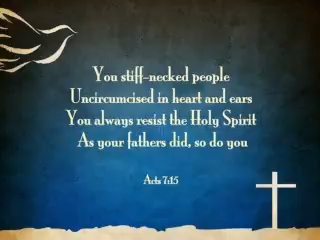 You stiff-necked people
Uncircumcised in heart and ears
You always resist the Holy Spirit
As your fathers did, so do you
Acts 7:15